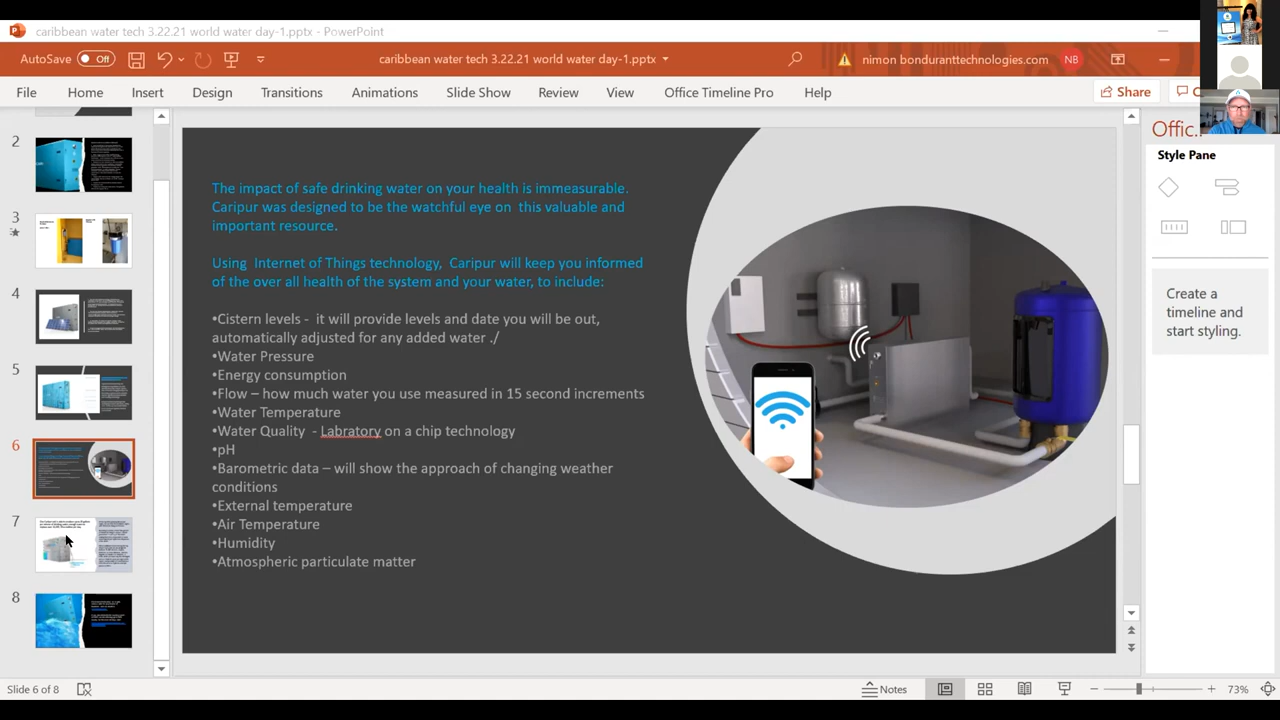 caribbean water tech 3.22.21 world water day-1.pptx - PowerPoint
AutoSave Off caribbean water tech 3.22.21 world water day-1.pptx nimon bonduranttechnologies.com NB
File Home Insert Design Transitions Animations Slide Show Review View Office Timeline Pro Help Share
2
3
4
5
6
7
8
The impact of safe drinking water on your health is immeasurable.
Caripur was designed to be the watchful eye on this valuable and
important resource.
Using Internet of Things technology, Caripur will keep you informed
of the over all health of the system and your water, to include:
•Cistern levels - it will provide levels and date you will be out,
automatically adjusted for any added water ./
•Water Pressure
•Energy consumption
•Flow – how much water you use measured in 15 second increments
•Water Temperature
•Water Quality - Labratory on a chip technology
•pH
•Barometric data – will show the approach of changing weather
conditions
•External temperature
•Air Temperature
•Humidity
•Atmospheric particulate matter
Style Pane
Create a
timeline and
start styling.
Slide 6 of 8 Notes 73%